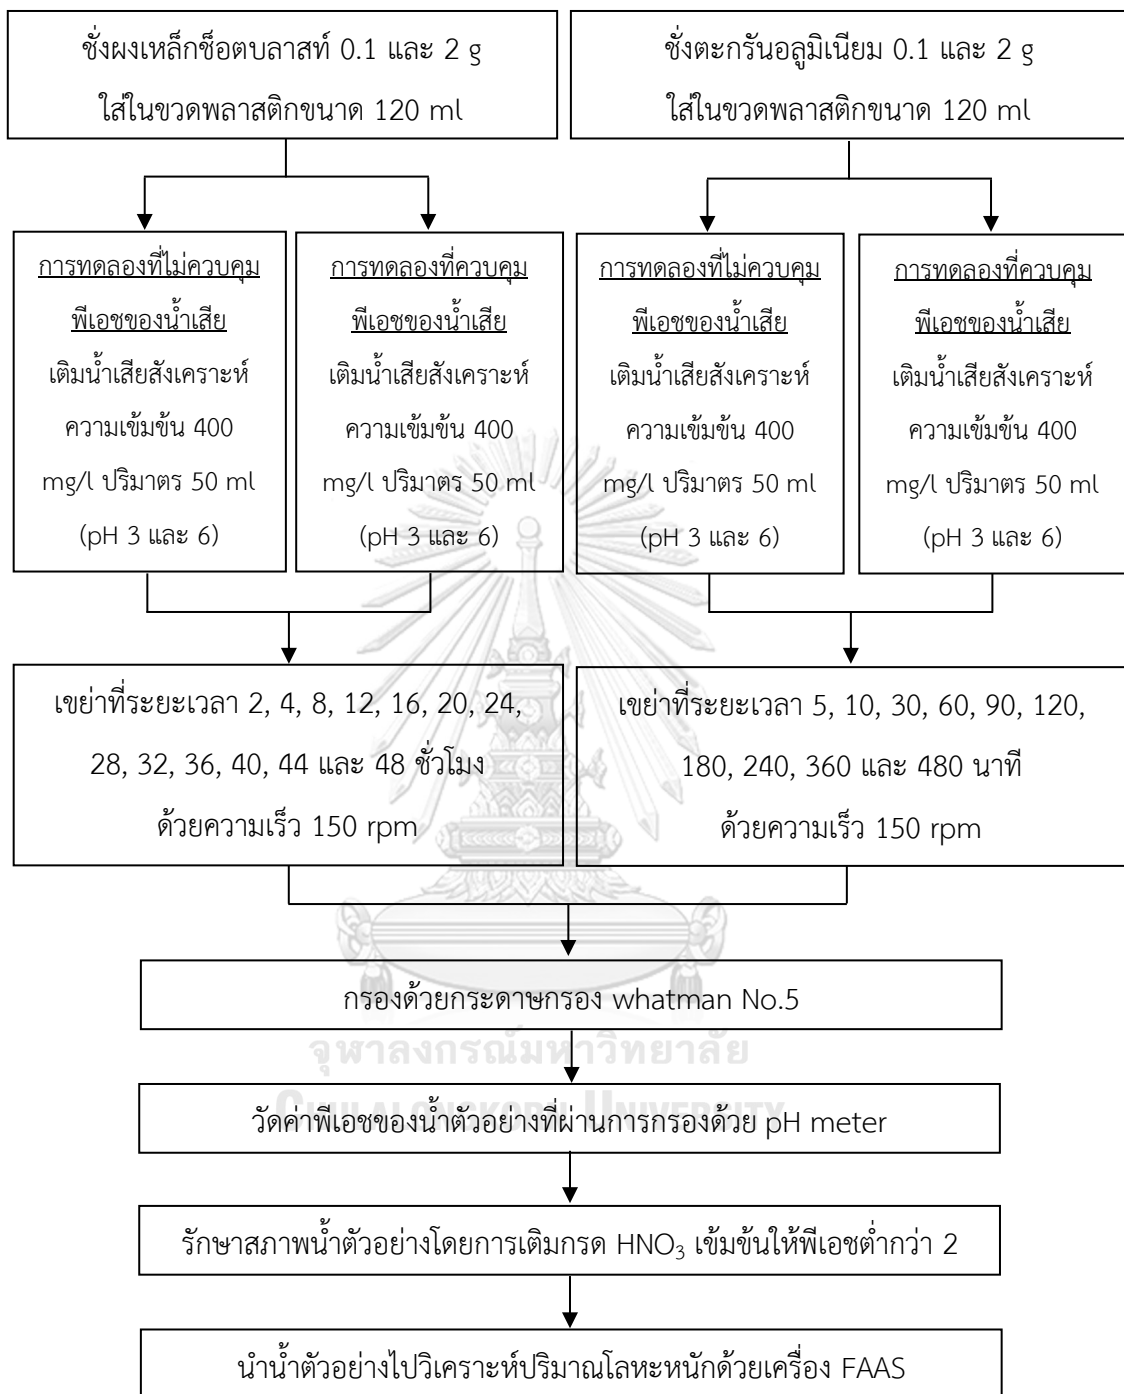 ชั่งผงเหล็กช็อตบลาสท์ 0.1 และ 2 g
ใส่ในขวดพลาสติกขนาด 120 ml
ชั่งตะกรันอลูมิเนียม 0.1 และ 2 g
ใส่ในขวดพลาสติกขนาด 120 ml
การทดลองที่ไม่ควบคุม
พีเอชของน้ำเสีย
เติมน้ำเสียสังเคราะห์
ความเข้มข้น 400
mg/l ปริมาตร 50 ml
(pH 3 และ 6)
การทดลองที่ควบคุม
พีเอชของน้ำเสีย
เติมน้ำเสียสังเคราะห์
ความเข้มข้น 400
mg/l ปริมาตร 50 ml
(pH 3 และ 6)
การทดลองที่ไม่ควบคุม
พีเอชของน้ำเสีย
เติมน้ำเสียสังเคราะห์
ความเข้มข้น 400
mg/l ปริมาตร 50 ml
(pH 3 และ 6)
การทดลองที่ควบคุม
พีเอชของน้ำเสีย
เติมน้ำเสียสังเคราะห์
ความเข้มข้น 400
mg/l ปริมาตร 50 ml
(pH 3 และ 6)
เขย่าที่ระยะเวลา 2, 4, 8, 12, 16, 20, 24,
28, 32, 36, 40, 44 และ 48 ชั่วโมง
ด้วยความเร็ว 150 rpm
เขย่าที่ระยะเวลา 5, 10, 30, 60, 90, 120,
180, 240, 360 และ 480 นาที
ด้วยความเร็ว 150 rpm
กรองด้วยกระดาษกรอง whatman No.5
จุฬาลงกรณ์มหาวิทยาลัย
วัดค่าพีเอชของน้ำตัวอย่างที่ผ่านการกรองด้วย pH meter
CHULALONGKORN UNIVERSITY
รักษาสภาพน้ำตัวอย่างโดยการเติมกรด HNO₃ เข้มข้นให้พีเอชต่ำกว่า 2
นำน้ำตัวอย่างไปวิเคราะห์ปริมาณโลหะหนักด้วยเครื่อง FAAS